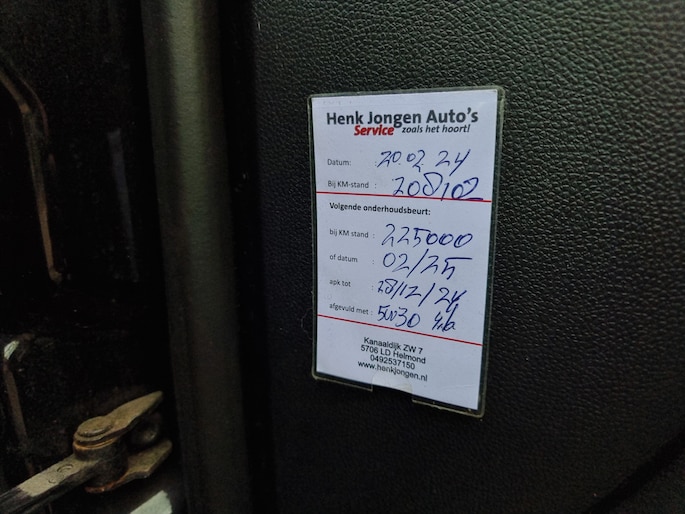 Henk Jongen Auto's
Service zoals het hoort!
Datum: : 20.02.24
Bij KM-stand : 208102
Volgende onderhoudsbeurt:
bij KM stand : 225000
of datum : 02/25
apk tot : 28/12/24
afgevuld met : 5W30
Kanaaldijk ZW 7
5706 LD Helmond
0492537150
www.henkjongen.nl